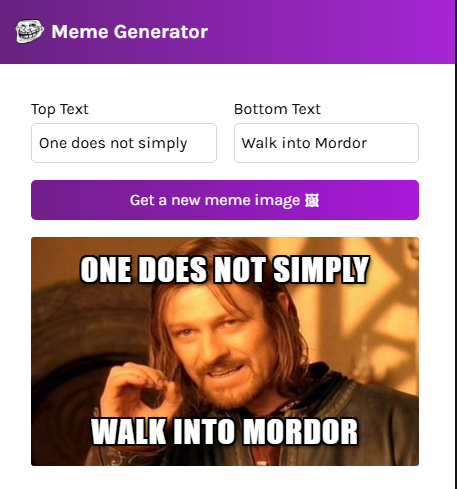 Meme Generator
Top Text
Bottom Text
One does not simply
Walk into Mordor
Get a new meme image 🖼
ONE DOES NOT SIMPLY
WALK INTO MORDOR